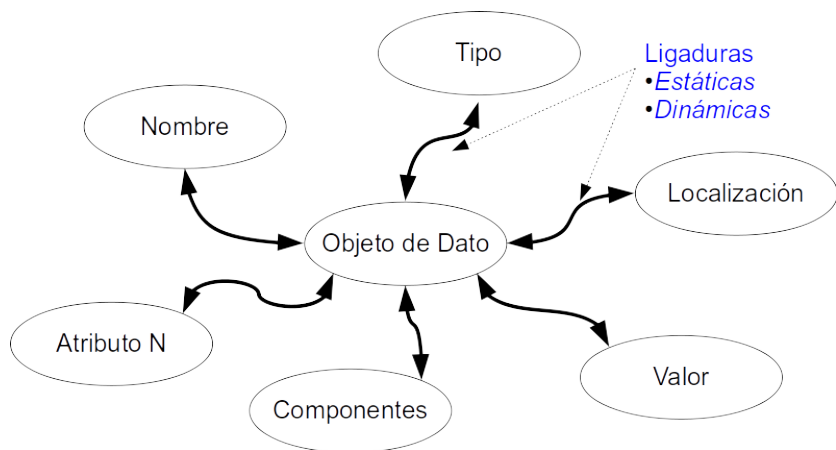 Tipo
Ligaduras
•Estáticas
•Dinámicas
Nombre
Localización
Objeto de Dato
Atributo N
Valor
Componentes